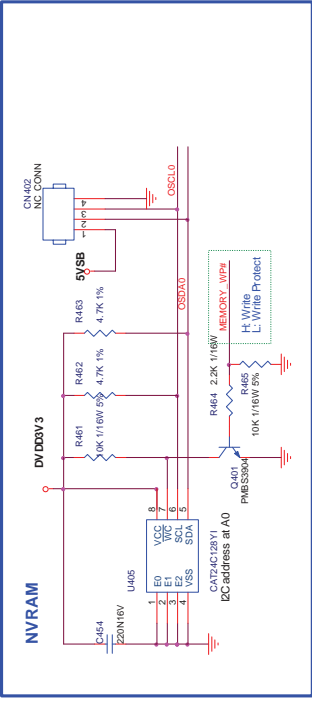 NVRAM
DVDD3V3
CN402
NC CONN
1
2
3
4
5VSB
R461
10K 1/16W 5%
R462
4.7K 1%
R463
4.7K 1%
OSCL0
OSDA0
C454
220N16V
U405
1
2
3
4
E0
E1
E2
VSS
VCC
WC
SCL
SDA
8
7
6
5
CAT24C128YI
I2C address at A0
Q401
PMBS3904
R464
2.2K 1/16W
R465
10K 1/16W 5%
MEMORY_WP#
H: Write
L: Write Protect